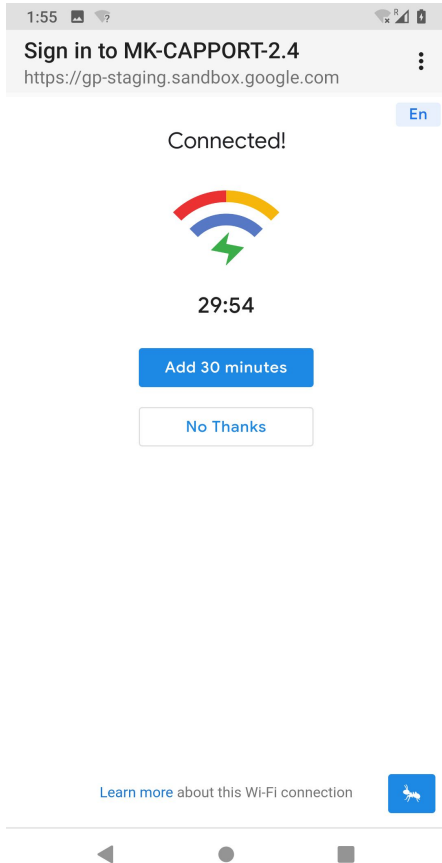 1:55
R
Sign in to MK-CAPPORT-2.4
https://gp-staging.sandbox.google.com
En
Connected!
29:54
Add 30 minutes
No Thanks
Learn more about this Wi-Fi connection